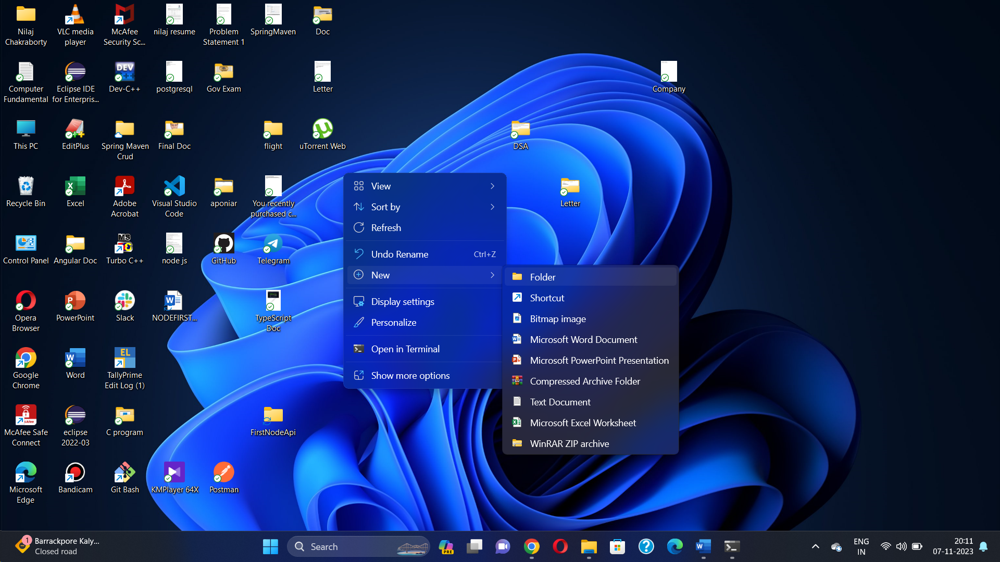 Nilaj
Chakraborty
VLC media
player
McAfee
Security Sc...
nilaj resume
Problem
Statement 1
SpringMaven
Doc
Computer
Fundamental
Eclipse IDE
for Enterpris...
DEV
Dev-C++
postgresql
Gov Exam
Letter
Company
This PC
EditPlus
Spring Maven
Crud
Final Doc
flight
uTorrent Web
DSA
Recycle Bin
Excel
Adobe
Acrobat
Visual Studio
Code
aponiar
You recently
purchased c...
Letter
Control Panel
Angular Doc
MS
Turbo C++
node js
GitHub
Telegram
Opera
Browser
PowerPoint
Slack
NODEFIRST...
TypeScript
Doc
Google
Chrome
Word
EL
TallyPrime
Edit Log (1)
McAfee Safe
Connect
eclipse
2022-03
C program
FirstNodeApi
Microsoft
Edge
Bandicam
Git Bash
KMPlayer 64X
Postman
View
Sort by
Refresh
Undo Rename Ctrl+Z
New
Display settings
Personalize
Open in Terminal
Show more options
Folder
Shortcut
Bitmap image
Microsoft Word Document
Microsoft PowerPoint Presentation
Compressed Archive Folder
Text Document
Microsoft Excel Worksheet
WinRAR ZIP archive
1
Barrackpore Kaly...
Closed road
Search
PRE
ENG
IN
20:11
07-11-2023